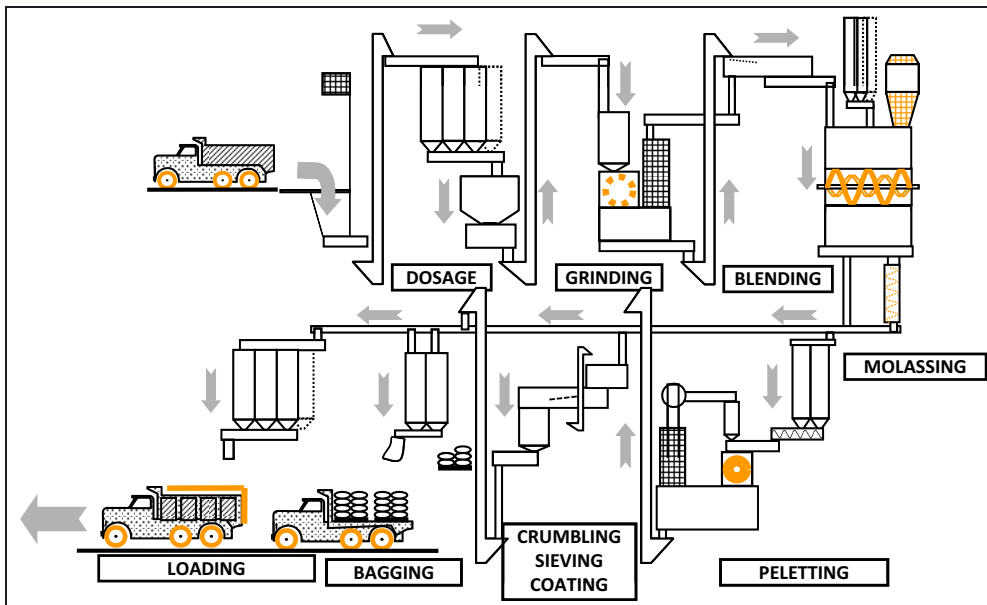 DOSAGE
GRINDING
BLENDING
MOLASSING
LOADING
BAGGING
CRUMBLING
SIEVING
COATING
PELETTING